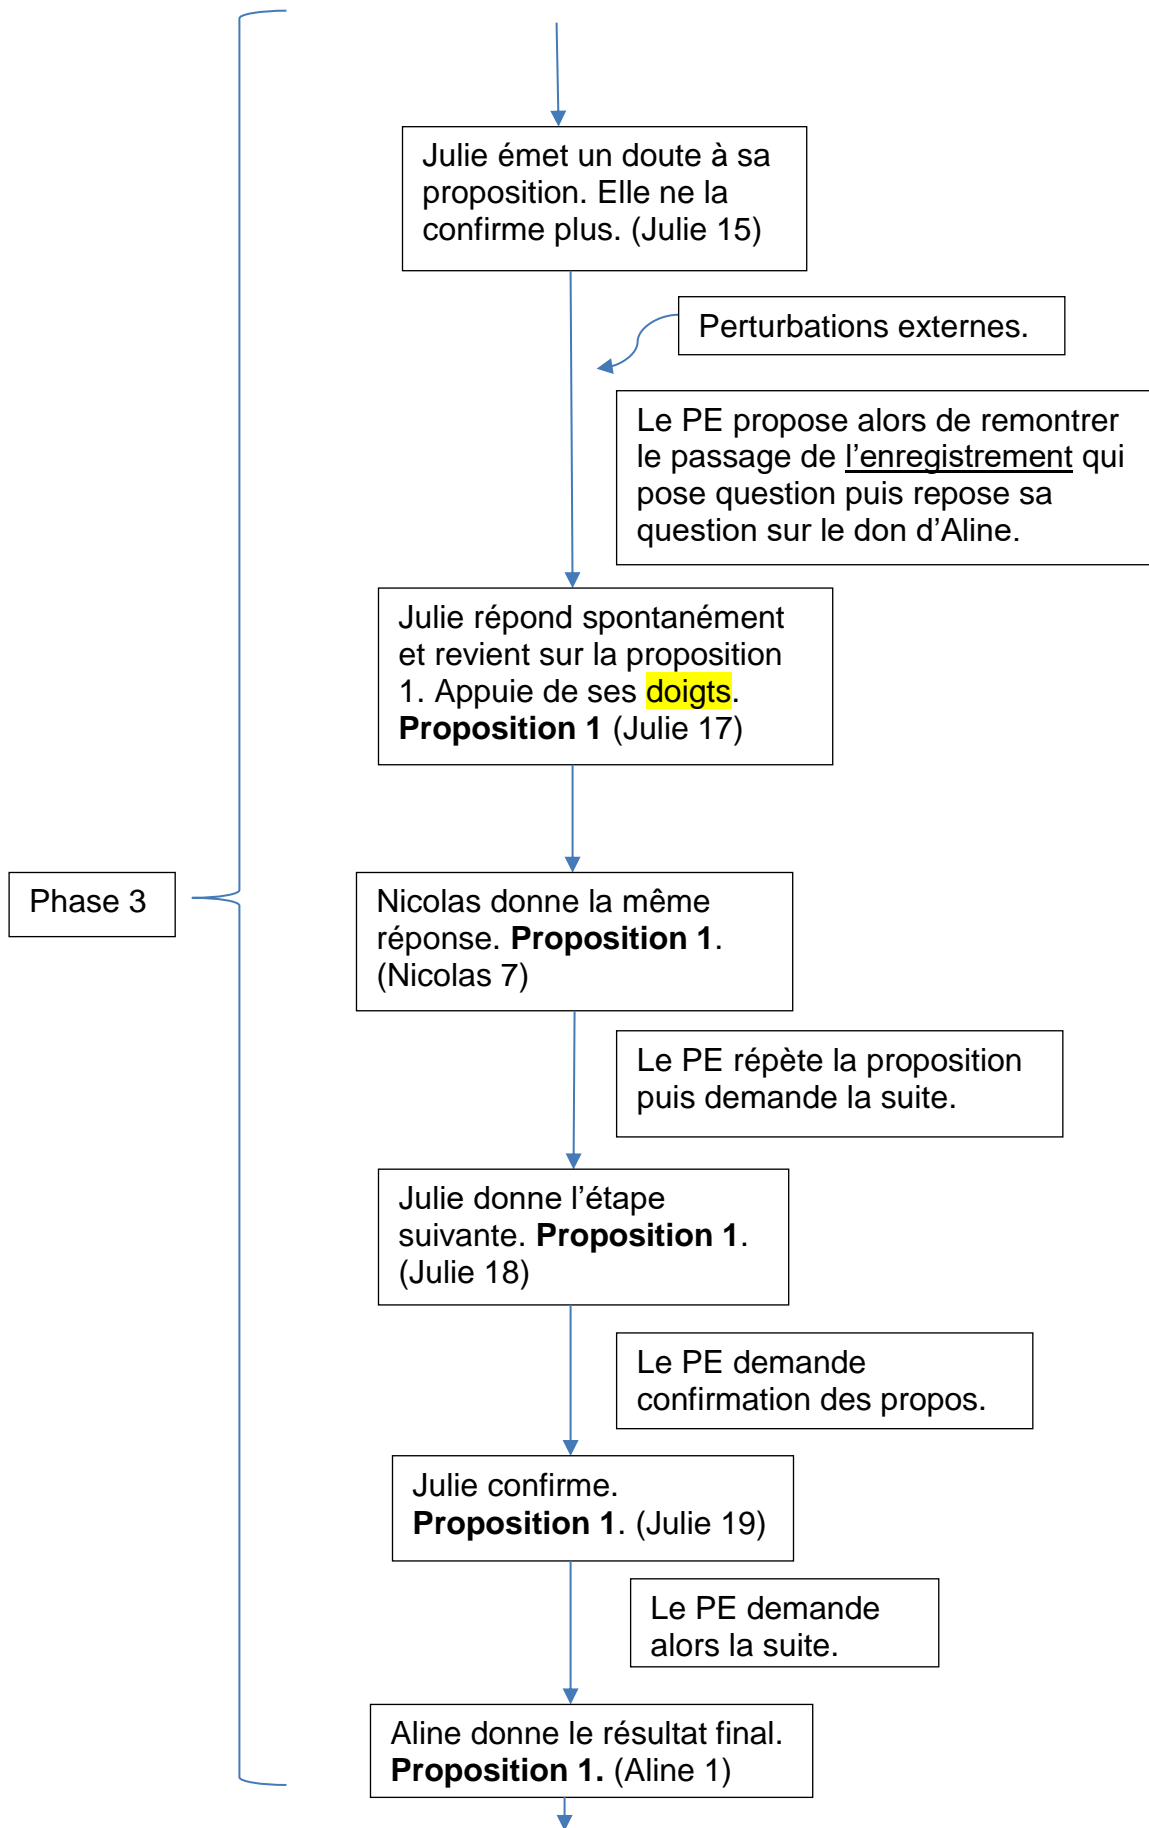 Julie émet un doute à sa
proposition. Elle ne la
confirme plus. (Julie 15)
Perturbations externes.
Le PE propose alors de remontrer
le passage de l’enregistrement qui
pose question puis repose sa
question sur le don d’Aline.
Julie répond spontanément
et revient sur la proposition
1. Appuie de ses doigts.
Proposition 1 (Julie 17)
Phase 3
Nicolas donne la même
réponse. Proposition 1.
(Nicolas 7)
Le PE répète la proposition
puis demande la suite.
Julie donne l’étape
suivante. Proposition 1.
(Julie 18)
Le PE demande
confirmation des propos.
Julie confirme.
Proposition 1. (Julie 19)
Le PE demande
alors la suite.
Aline donne le résultat final.
Proposition 1. (Aline 1)